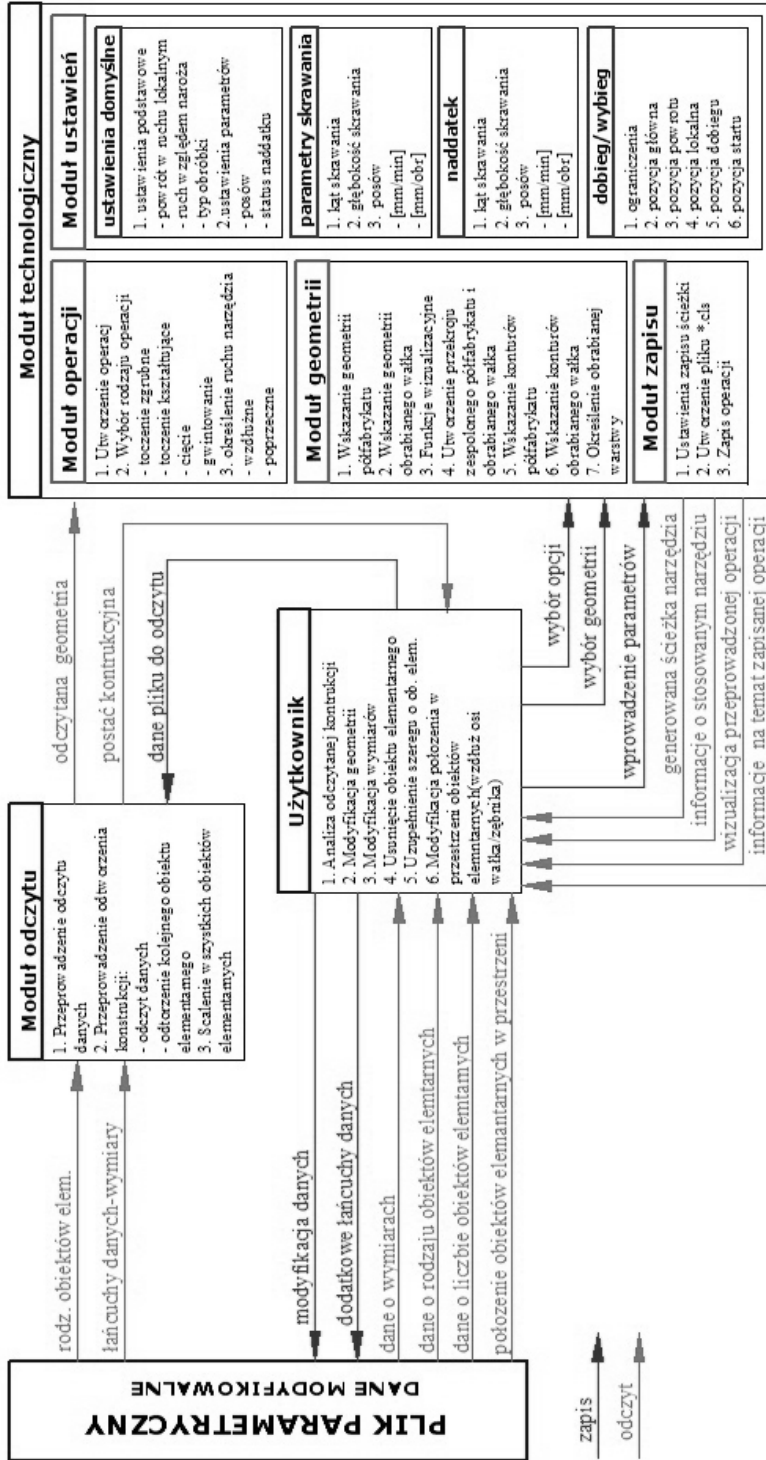 PLIK PARAMETRYCZNY
DANE MODYFIKOWALNE
rodz. obiektów elem.
łańcuchy danych-wymiary
modyfikacja danych
dodatkowe łańcuchy danych
dane o wymiarach
dane o rodzaju obiektów elemtarnych
dane o liczbie obiektów elemtarnych
położenie obiektów elemantarnych w przestrzeni
zapis
odczyt
Moduł odczytu
1. Przeprowadzenie odczytu
danych
2. Przeprowadzenie odtworzenia
konstrukcji:
- odczyt danych
- odtorzenie kolejnego obiektu
elementarnego
3. Scalenie wszystkich obiektów
elementarnych
odczytana geometria
postać kontrukcyjna
dane pliku do odczytu
Użytkownik
1. Analiza odczytanej kontrukcji
2. Modyfikacja geometrii
3. Modyfikacja wymiarów
4. Usunięcie obiektu elementarnego
5. Uzupełnienie szeregu o ob. elem.
6. Modyfikacja położenia w
przestrzeni obiektów
elemntarnych(wzdłuż osi
wałka/zębnika)
wybór opcji
wybór geometrii
wprowadzenie parametrów
generowana ścieżka narzędzia
informacje o stosowanym narzędziu
wizualizacja przeprowadzonej operacji
informacje na temat zapisanej operacji
Moduł technologiczny
Moduł operacji
1. Utworzenie operacj
2. Wybór rodzaju operacji
- toczenie zgrubne
- toczenie kształtujące
- cięcie
- gwintowanie
3. określenie ruchu narzędzia
- wzdłużne
- poprzeczne
Moduł geometrii
1. Wskazanie geometrii
półfabrykatu
2. Wskazanie geometrii
obrabianego wałka
3. Funkcje wizualizacyjne
4. Utworzenie przekroju
zespolonego półfabrykatu i
obrabianego wałka
5. Wskazanie konturów
półfabrykatu
6. Wskazanie konturów
obrabianego wałka
7. Określenie obrabianej
warstwy
Moduł zapisu
1. Ustawienia zapisu ścieżki
2. Utworzenie pliku *.cls
3. Zapis operacji
Moduł ustawień
ustawienia domyślne
1. ustawienia podstawowe
- powrót w ruchu lokalnym
- ruch względem naroża
- typ obróbki
2.ustawienia parametrów
- posów
- status naddatku
parametry skrawania
1. kąt skrawania
2. głębokość skrawania
3. posów
- [mm/min]
- [mm/obr]
naddatek
1. kąt skrawania
2. głębokość skrawania
3. posów
- [mm/min]
- [mm/obr]
dobieg/wybieg
1. ograniczenia
2. pozycja główna
3. pozycja powrotu
4. pozycja lokalna
5. pozycja dobiegu
6. pozycja startu